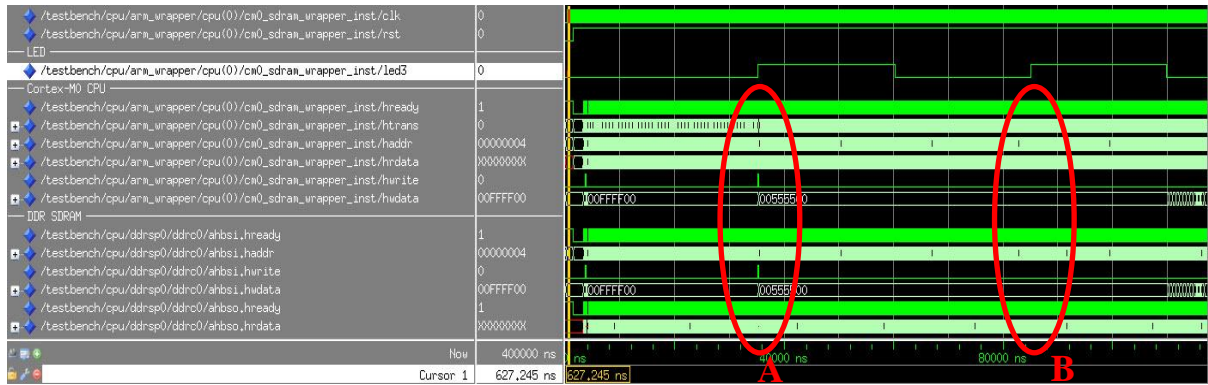 /testbench/cpu/arm_wrapper/cpu(0)/cm0_sdram_wrapper_inst/clk 0
/testbench/cpu/arm_wrapper/cpu(0)/cm0_sdram_wrapper_inst/rst 0
LED
/testbench/cpu/arm_wrapper/cpu(0)/cm0_sdram_wrapper_inst/led3 0
Cortex-M0 CPU
/testbench/cpu/arm_wrapper/cpu(0)/cm0_sdram_wrapper_inst/hready 1
/testbench/cpu/arm_wrapper/cpu(0)/cm0_sdram_wrapper_inst/htrans 0
/testbench/cpu/arm_wrapper/cpu(0)/cm0_sdram_wrapper_inst/haddr 00000004
/testbench/cpu/arm_wrapper/cpu(0)/cm0_sdram_wrapper_inst/hrdata XXXXXXXX
/testbench/cpu/arm_wrapper/cpu(0)/cm0_sdram_wrapper_inst/hwrite 0
/testbench/cpu/arm_wrapper/cpu(0)/cm0_sdram_wrapper_inst/hwdata 00FFFF00 00FFFF00 00555500
DDR SDRAM
/testbench/cpu/ddrsp0/ddrc0/ahbsi.hready 1
/testbench/cpu/ddrsp0/ddrc0/ahbsi.haddr 00000004
/testbench/cpu/ddrsp0/ddrc0/ahbsi.hwrite 0
/testbench/cpu/ddrsp0/ddrc0/ahbsi.hwdata 00FFFF00 00FFFF00 00555500
/testbench/cpu/ddrsp0/ddrc0/ahbso.hready 1
/testbench/cpu/ddrsp0/ddrc0/ahbso.hrdata XXXXXXXX
Now 400000 ns ns 40000 ns 80000 ns
Cursor 1 627.245 ns 627.245 ns A B